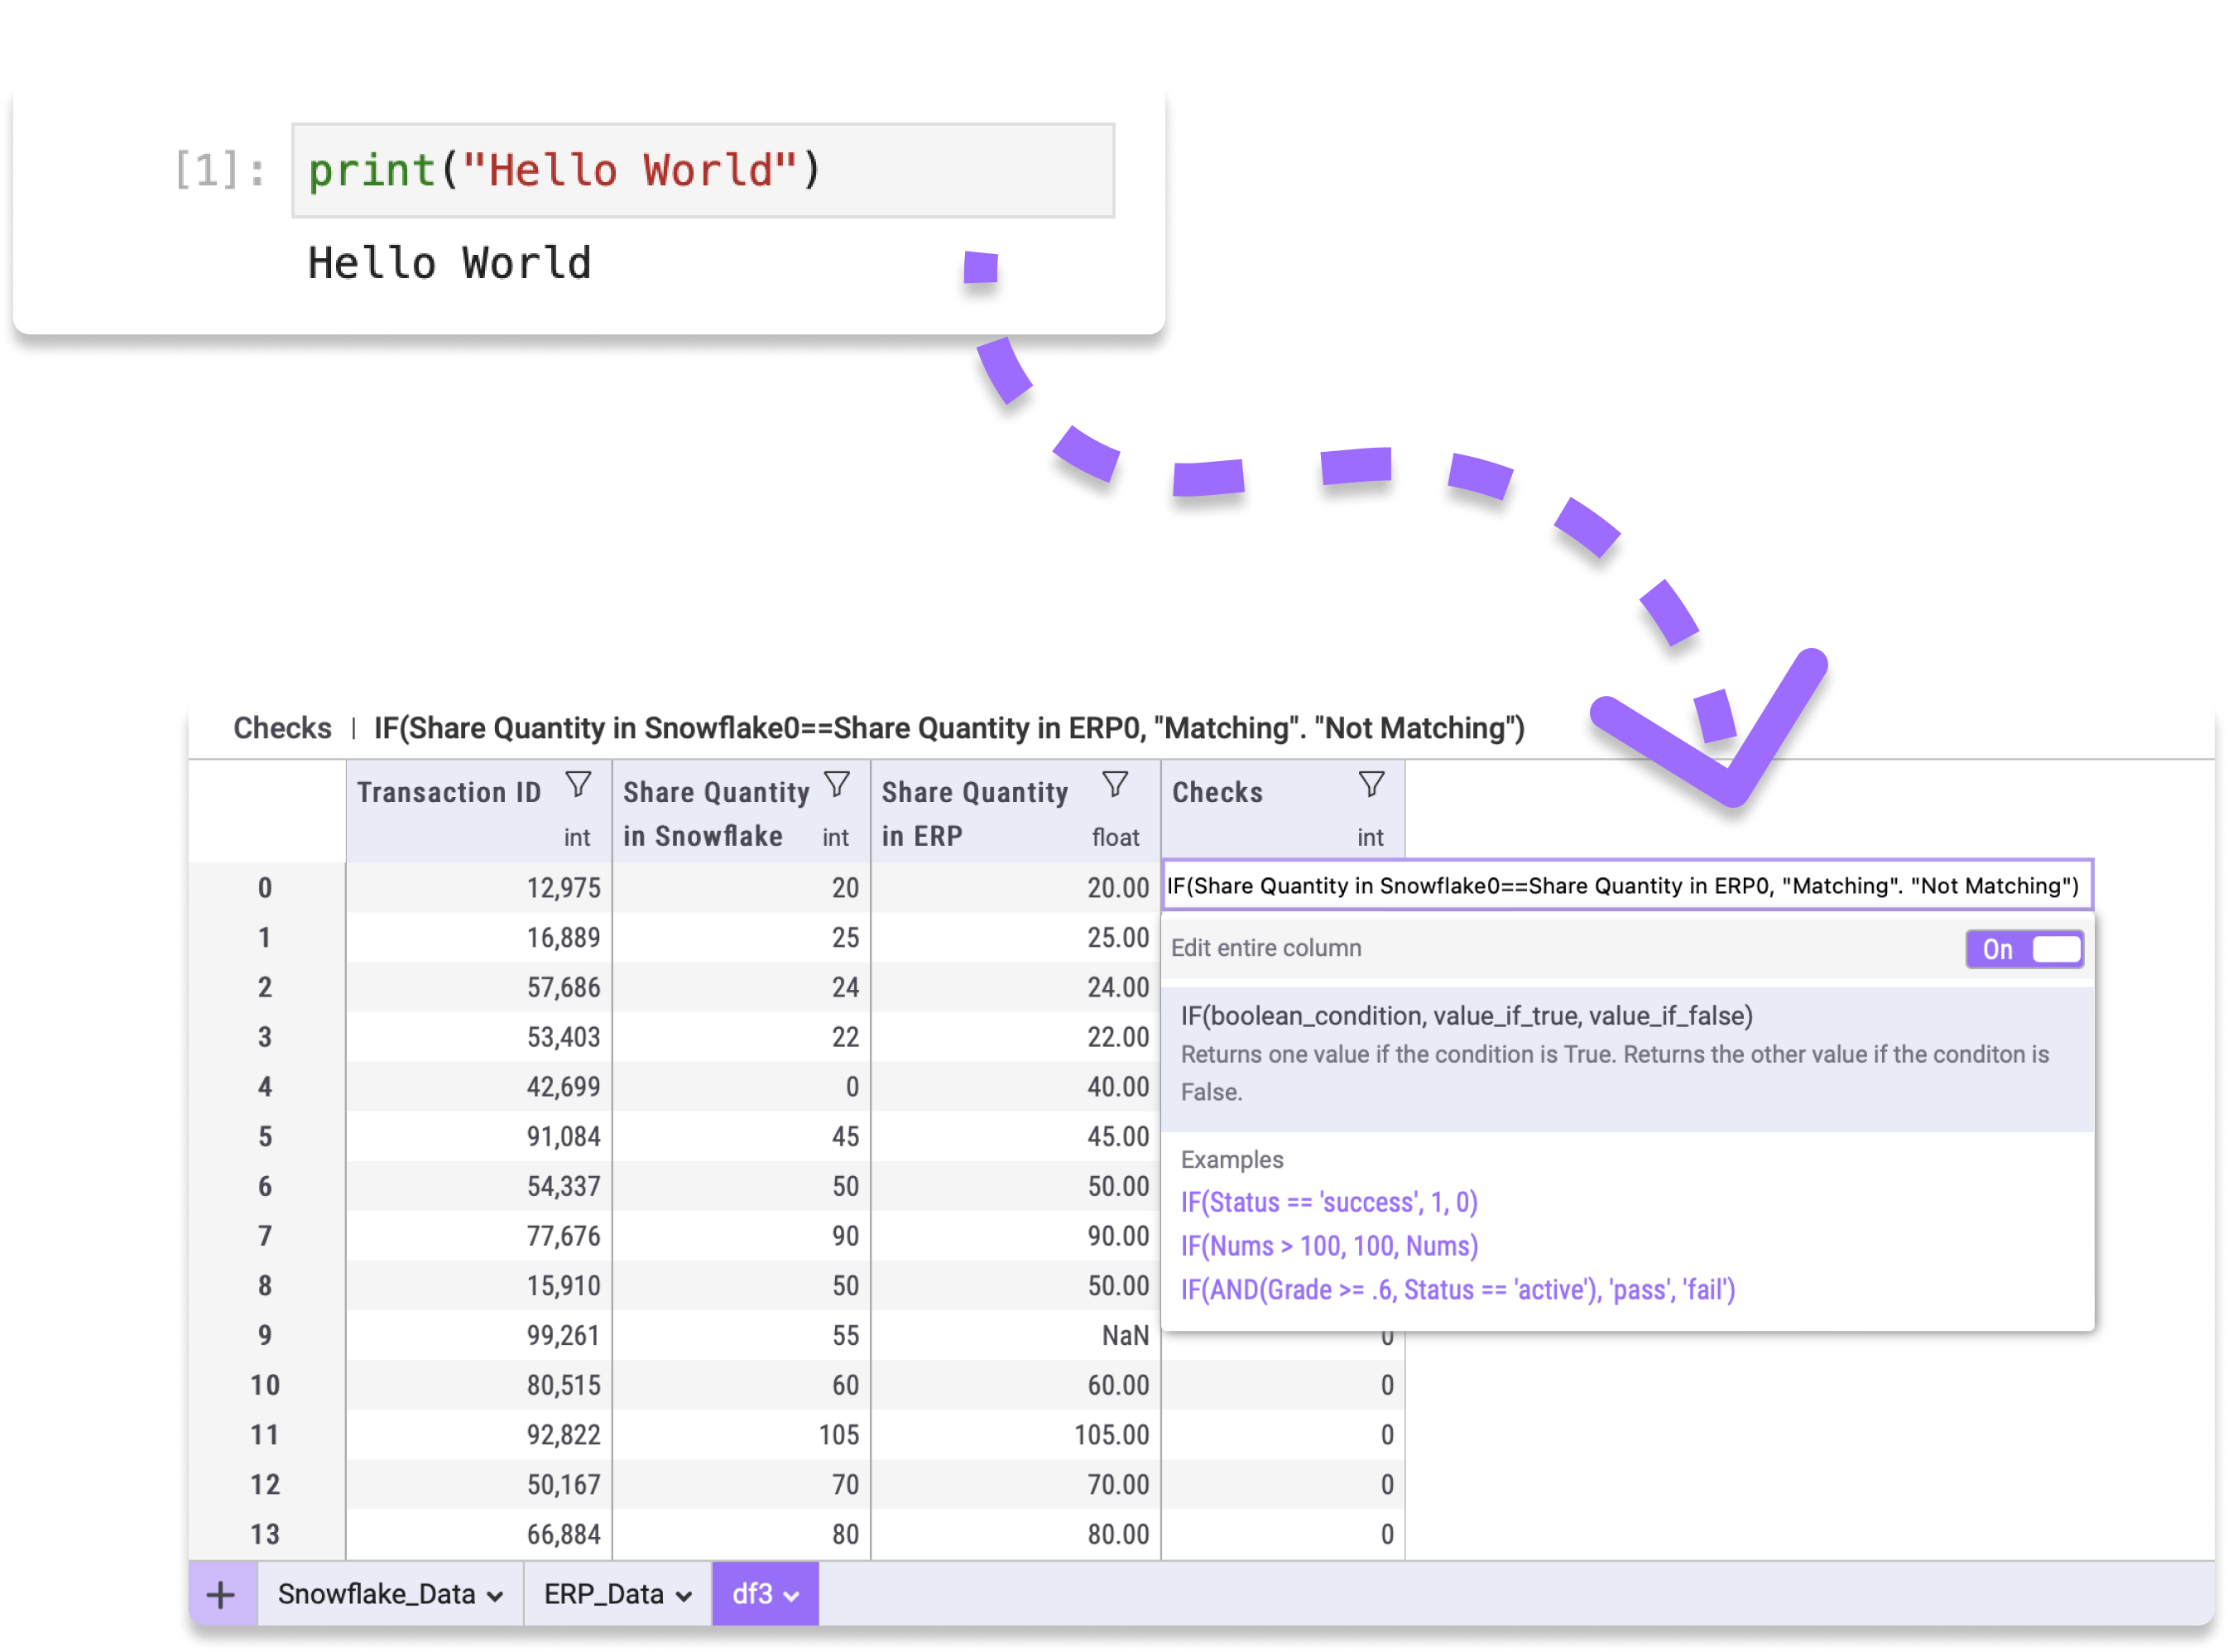 [1]: print("Hello World")
Hello World
Checks | IF(Share Quantity in Snowflake0==Share Quantity in ERP0, "Matching". "Not Matching")
Transaction ID int Share Quantity in Snowflake int Share Quantity in ERP float Checks int
0 12,975 20 20.00 IF(Share Quantity in Snowflake0==Share Quantity in ERP0, "Matching". "Not Matching")
1 16,889 25 25.00
2 57,686 24 24.00
3 53,403 22 22.00
4 42,699 0 40.00
5 91,084 45 45.00
6 54,337 50 50.00
7 77,676 90 90.00
8 15,910 50 50.00
9 99,261 55 NaN 0
10 80,515 60 60.00 0
11 92,822 105 105.00 0
12 50,167 70 70.00 0
13 66,884 80 80.00 0
Edit entire column On
IF(boolean_condition, value_if_true, value_if_false)
Returns one value if the condition is True. Returns the other value if the conditon is
False.
Examples
IF(Status == 'success', 1, 0)
IF(Nums > 100, 100, Nums)
IF(AND(Grade >= .6, Status == 'active'), 'pass', 'fail')
+ Snowflake_Data ERP_Data df3